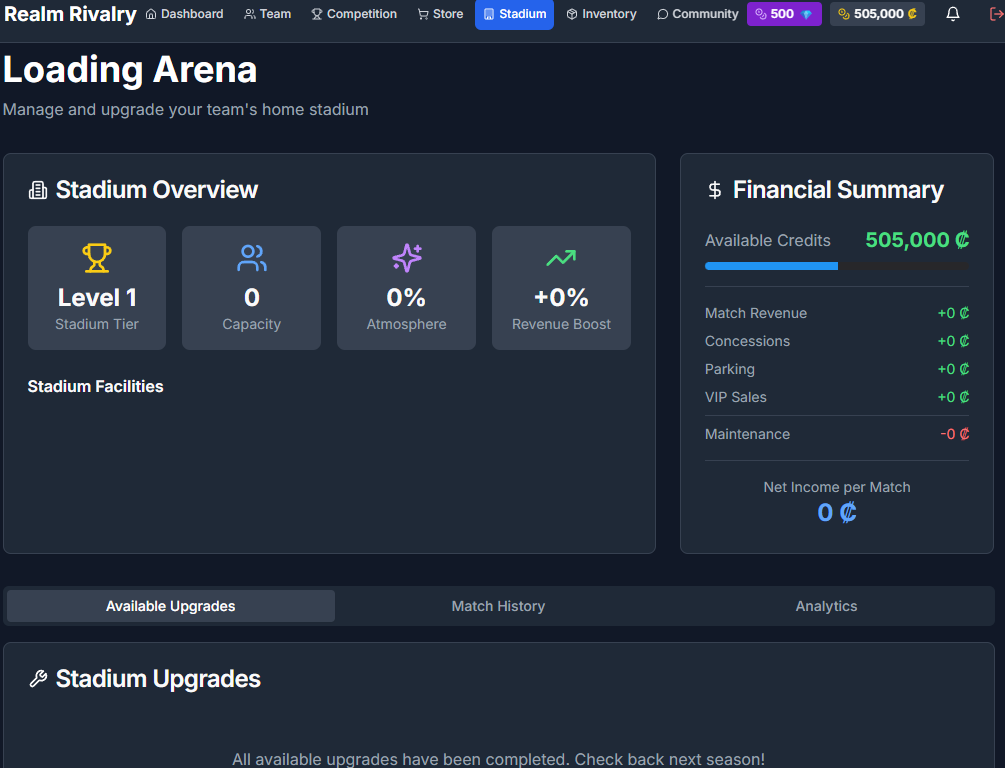 Realm Rivalry Dashboard Team Competition Store Stadium Inventory Community 500 505,000 ₡
Loading Arena
Manage and upgrade your team's home stadium
Stadium Overview
Level 1
Stadium Tier
0
Capacity
0%
Atmosphere
+0%
Revenue Boost
Stadium Facilities
Financial Summary
Available Credits 505,000 ₡
Match Revenue +0 ₡
Concessions +0 ₡
Parking +0 ₡
VIP Sales +0 ₡
Maintenance -0 ₡
Net Income per Match
0 ₡
Available Upgrades Match History Analytics
Stadium Upgrades
All available upgrades have been completed. Check back next season!